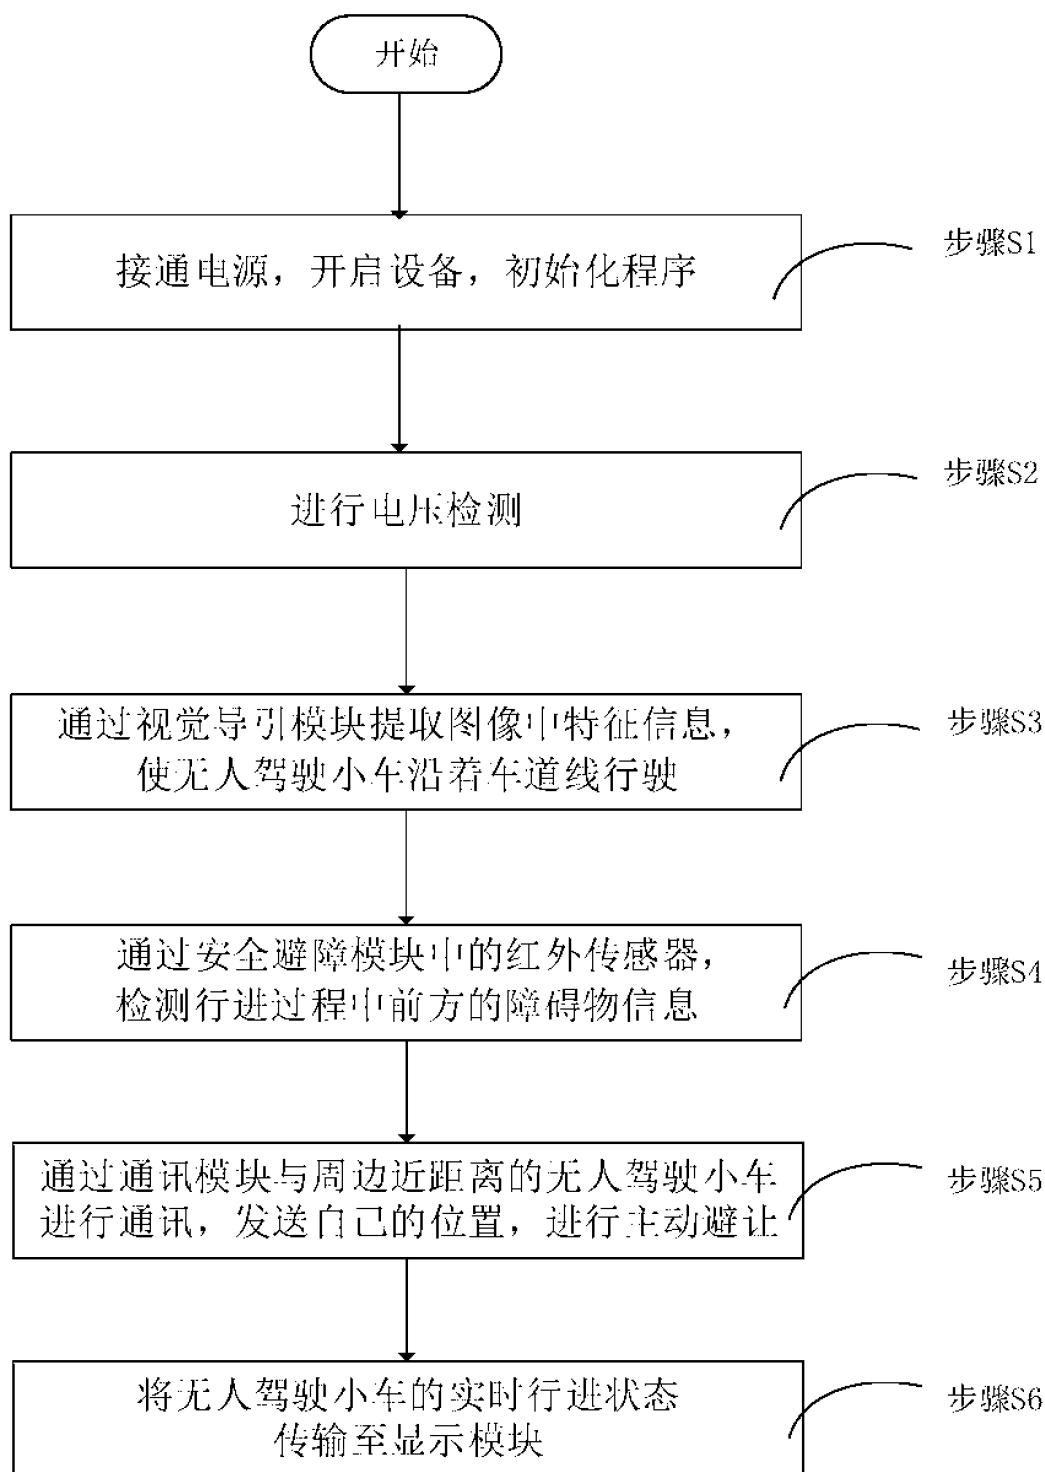 开始
接通电源，开启设备，初始化程序
步骤S1
进行电压检测
步骤S2
通过视觉导引模块提取图像中特征信息，
使无人驾驶小车沿着车道线行驶
步骤S3
通过安全避障模块中的红外传感器，
检测行进过程中前方的障碍物信息
步骤S4
通过通讯模块与周边近距离的无人驾驶小车
进行通讯，发送自己的位置，进行主动避让
步骤S5
将无人驾驶小车的实时行进状态
传输至显示模块
步骤S6